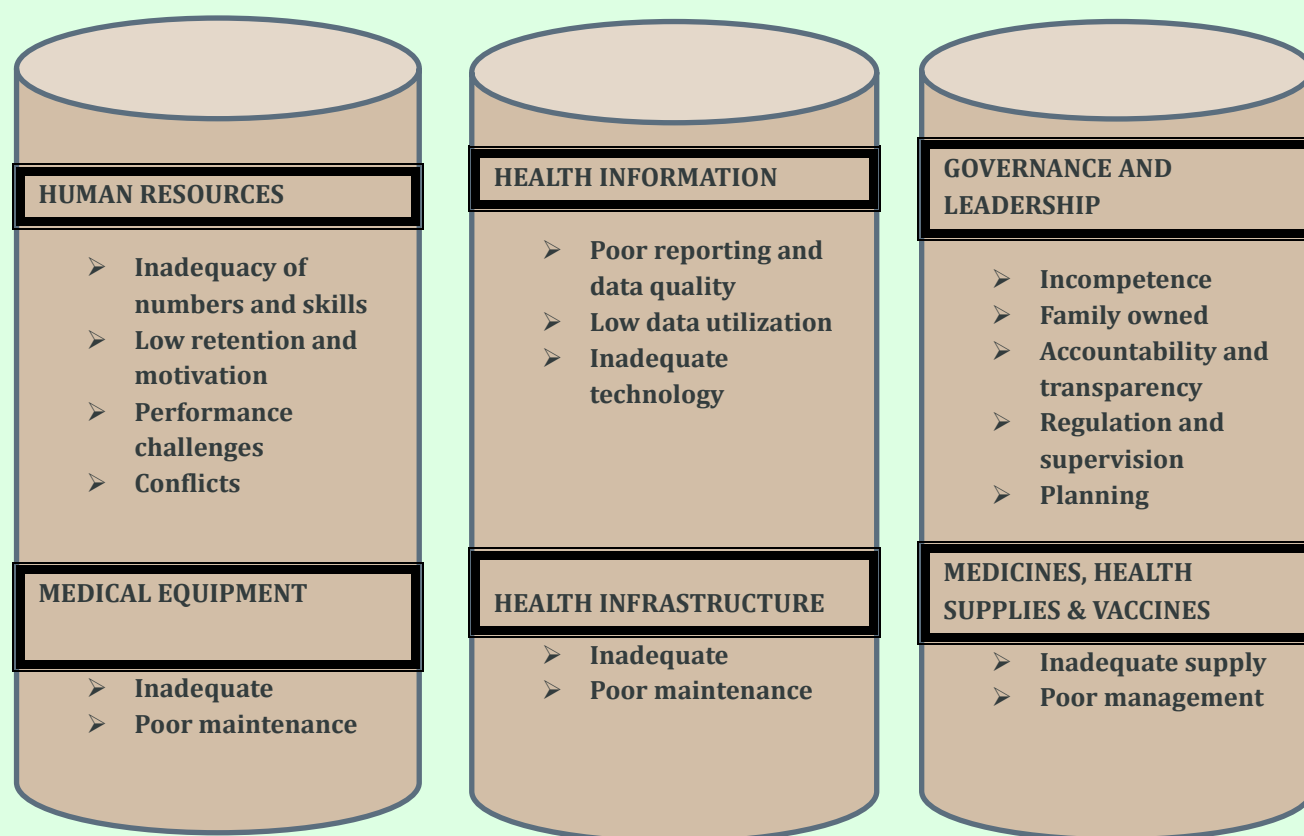 HUMAN RESOURCES
➢ Inadequacy of
numbers and skills
➢ Low retention and
motivation
➢ Performance
challenges
➢ Conflicts
MEDICAL EQUIPMENT
➢ Inadequate
➢ Poor maintenance
HEALTH INFORMATION
➢ Poor reporting and
data quality
➢ Low data utilization
➢ Inadequate
technology
HEALTH INFRASTRUCTURE
➢ Inadequate
➢ Poor maintenance
GOVERNANCE AND
LEADERSHIP
➢ Incompetence
➢ Family owned
➢ Accountability and
transparency
➢ Regulation and
supervision
➢ Planning
MEDICINES, HEALTH
SUPPLIES & VACCINES
➢ Inadequate supply
➢ Poor management